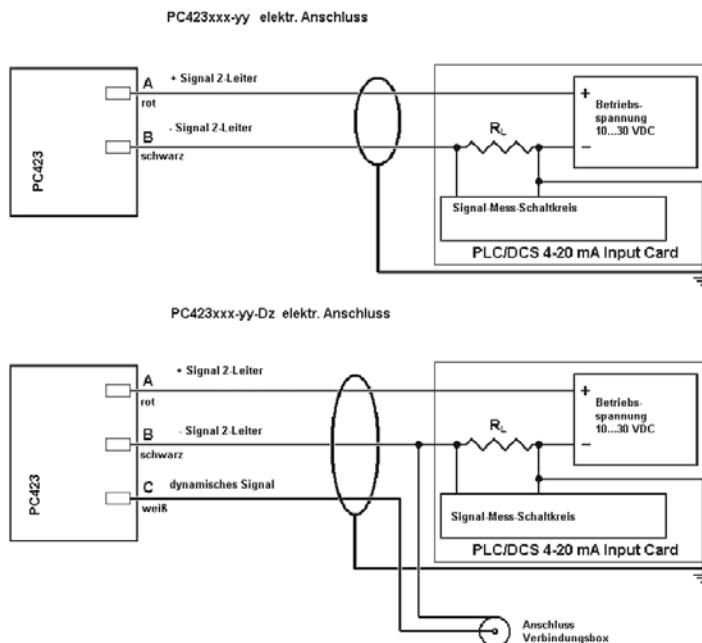 PC423xxx-yy elektr. Anschluss
A + Signal 2-Leiter
rot
B - Signal 2-Leiter
schwarz
PC423
RL
+
-
Betriebs-
spannung
10...30 VDC
Signal-Mess-Schaltkreis
PLC/DCS 4-20 mA Input Card
PC423xxx-yy-Dz elektr. Anschluss
A + Signal 2-Leiter
rot
B - Signal 2-Leiter
schwarz
C dynamisches Signal
weiß
PC423
RL
+
-
Betriebs-
spannung
10...30 VDC
Signal-Mess-Schaltkreis
PLC/DCS 4-20 mA Input Card
Anschluss
Verbindungsbox